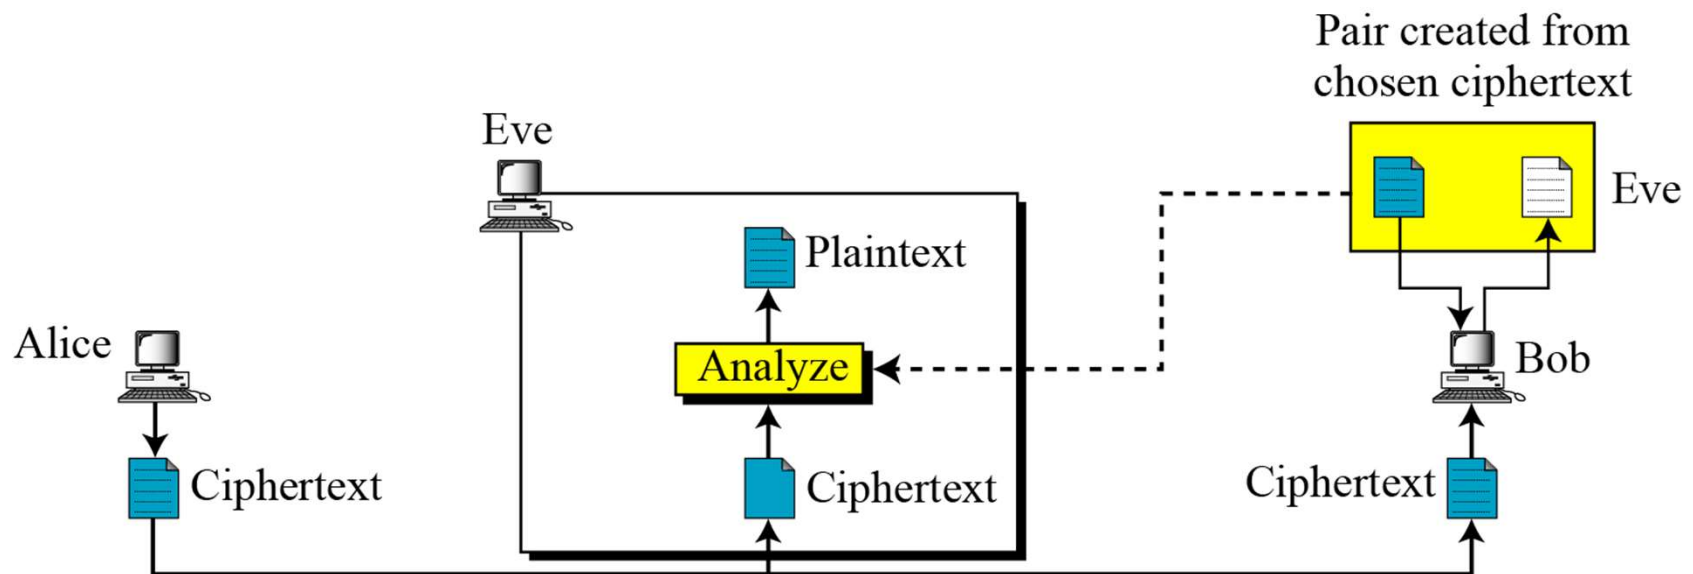 Pair created from
chosen ciphertext
Eve
Eve
Plaintext
Alice
Analyze
Bob
Ciphertext
Ciphertext
Ciphertext